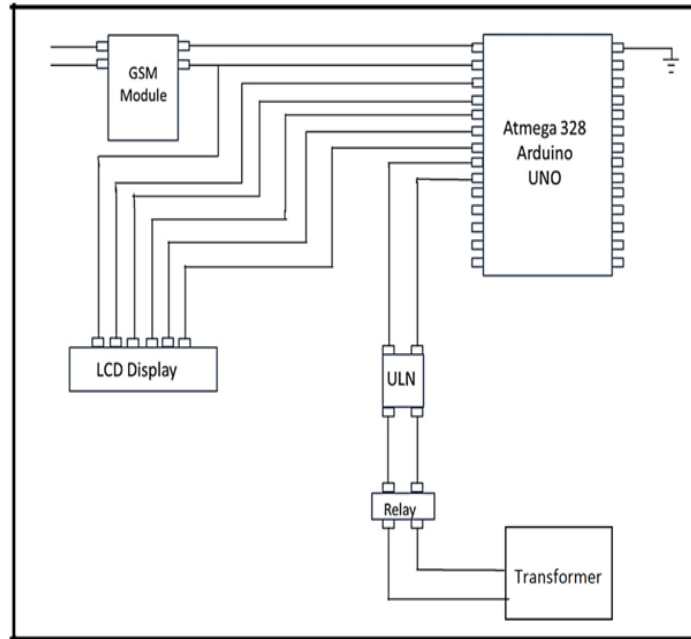 GSM
Module
Atmega 328
Arduino
UNO
LCD Display
ULN
Relay
Transformer